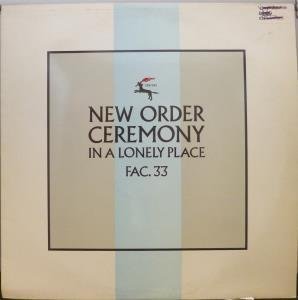 NEW ORDER
CEREMONY
IN A LONELY PLACE
FAC. 33